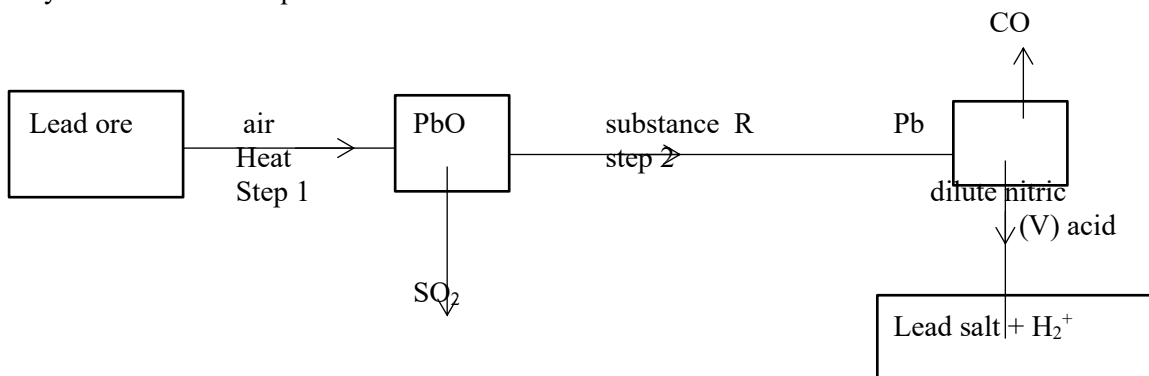 CO
Lead ore
air
Heat
Step 1
PbO
substance R
step 2
Pb
dilute nitric
(V) acid
SO₂
Lead salt + H₂⁺